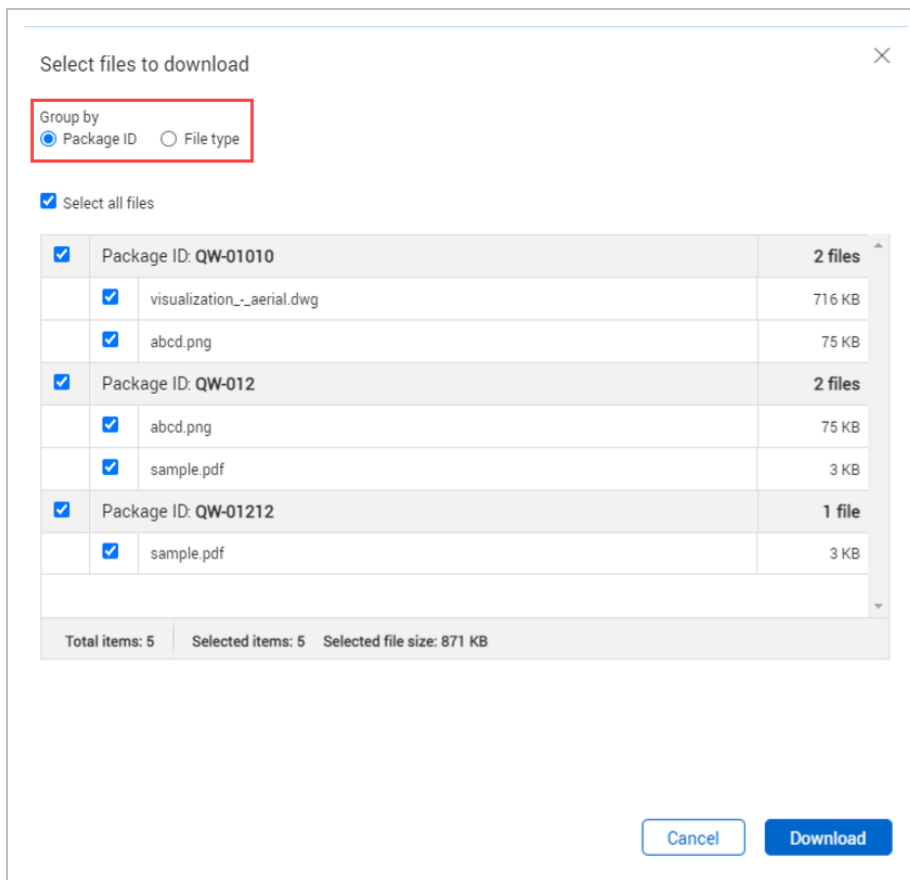 Select files to download
Group by
Package ID File type
Select all files
Package ID: QW-01010 2 files
visualization_-_aerial.dwg 716 KB
abcd.png 75 KB
Package ID: QW-012 2 files
abcd.png 75 KB
sample.pdf 3 KB
Package ID: QW-01212 1 file
sample.pdf 3 KB
Total items: 5 Selected items: 5 Selected file size: 871 KB
Cancel Download